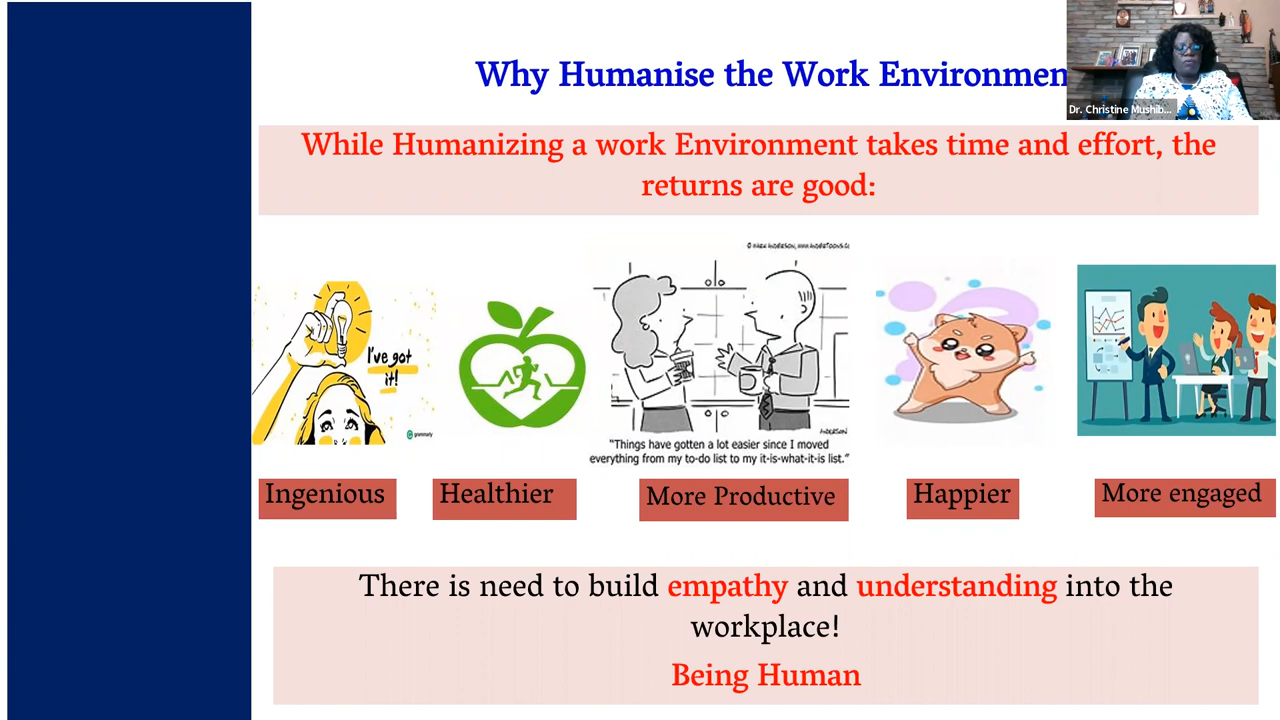 Why Humanise the Work Environmen
Dr. Christine Mushib...
While Humanizing a work Environment takes time and effort, the
returns are good:
© MARK ANDERSON, WWW.ANDERTOONS.CO
I've got
it!
grammarly
ANDERSON
"Things have gotten a lot easier since I moved
everything from my to-do list to my it-is-what-it-is list."
Ingenious
Healthier
More Productive
Happier
More engaged
There is need to build empathy and understanding into the
workplace!
Being Human